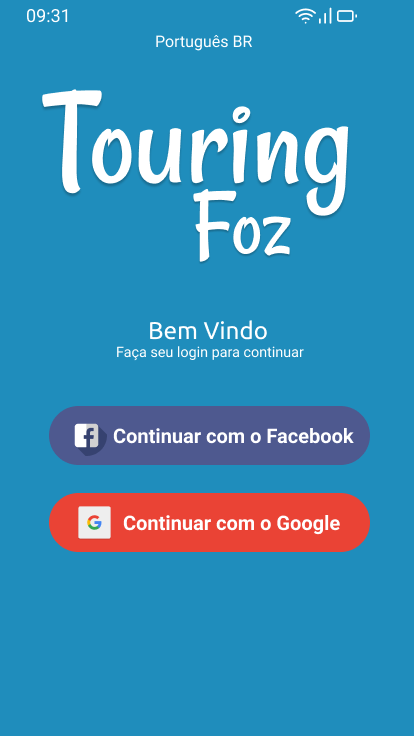 09:31
Português BR
Touring
Foz
Bem Vindo
Faça seu login para continuar
Continuar com o Facebook
Continuar com o Google